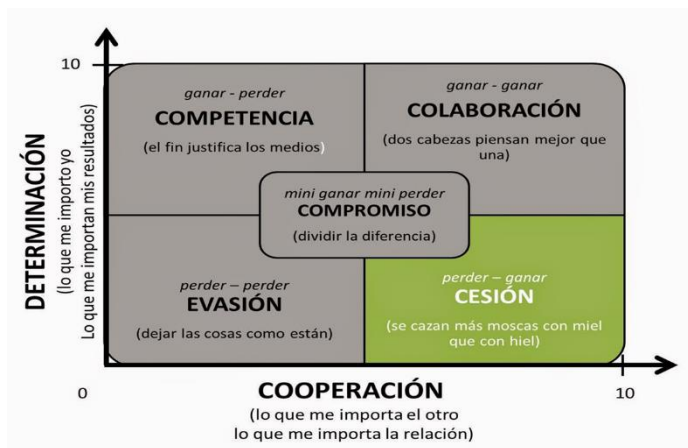 10
DETERMINACIÓN
(lo que me importo yo
Lo que me importan mis resultados)
ganar - perder
COMPETENCIA
(el fin justifica los medios)
ganar - ganar
COLABORACIÓN
(dos cabezas piensan mejor que
una)
mini ganar mini perder
COMPROMISO
(dividir la diferencia)
perder – perder
EVASIÓN
(dejar las cosas como están)
perder – ganar
CESIÓN
(se cazan más moscas con miel
que con hiel)
0
COOPERACIÓN
10
(lo que me importa el otro
lo que me importa la relación)